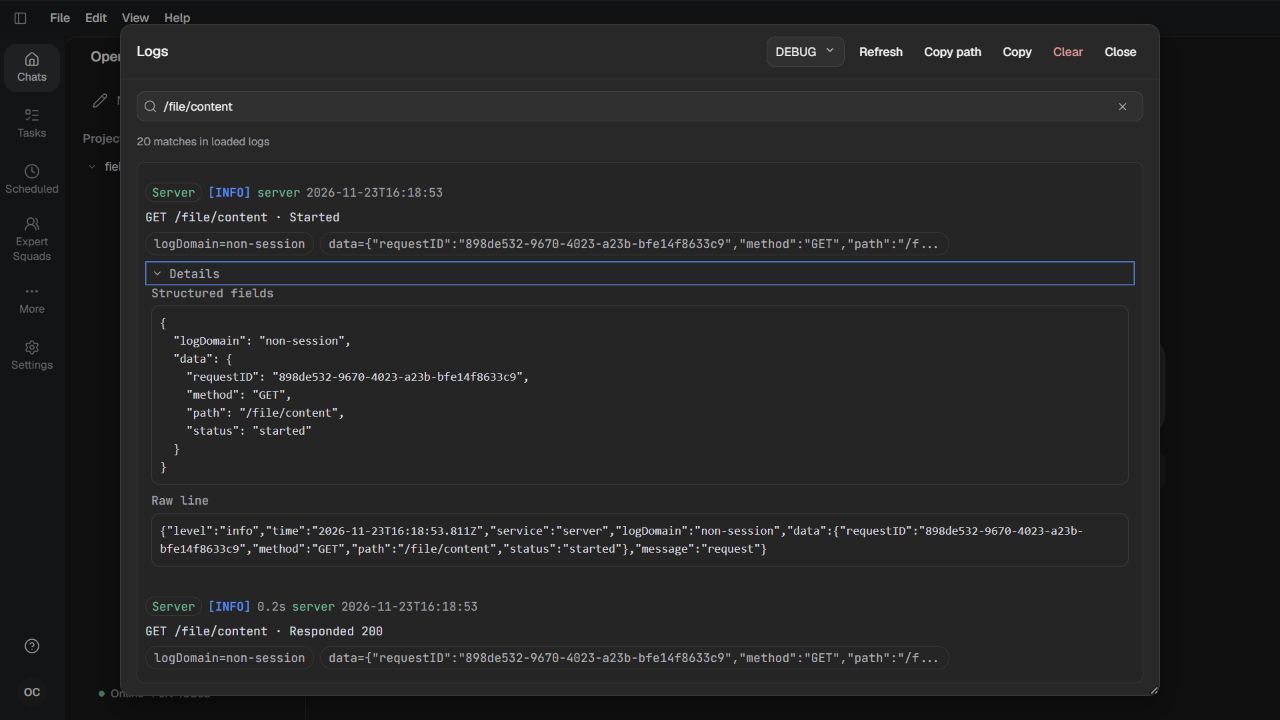 File Edit View Help
Logs
DEBUG Refresh Copy path Copy Clear Close
Chats
Tasks
Scheduled
Expert
Squads
More
Settings
OC
/file/content
20 matches in loaded logs
Server [INFO] server 2026-11-23T16:18:53
GET /file/content · Started
logDomain=non-session data={"requestID":"898de532-9670-4023-a23b-bfe14f8633c9","method":"GET","path":"/f...
Details
Structured fields
{
"logDomain": "non-session",
"data": {
"requestID": "898de532-9670-4023-a23b-bfe14f8633c9",
"method": "GET",
"path": "/file/content",
"status": "started"
}
}
Raw line
{"level":"info","time":"2026-11-23T16:18:53.811Z","service":"server","logDomain":"non-session","data":{"requestID":"898de532-9670-4023-a23b-
bfe14f8633c9","method":"GET","path":"/file/content","status":"started"},"message":"request"}
Server [INFO] 0.2s server 2026-11-23T16:18:53
GET /file/content · Responded 200
logDomain=non-session data={"requestID":"898de532-9670-4023-a23b-bfe14f8633c9","method":"GET","path":"/f...